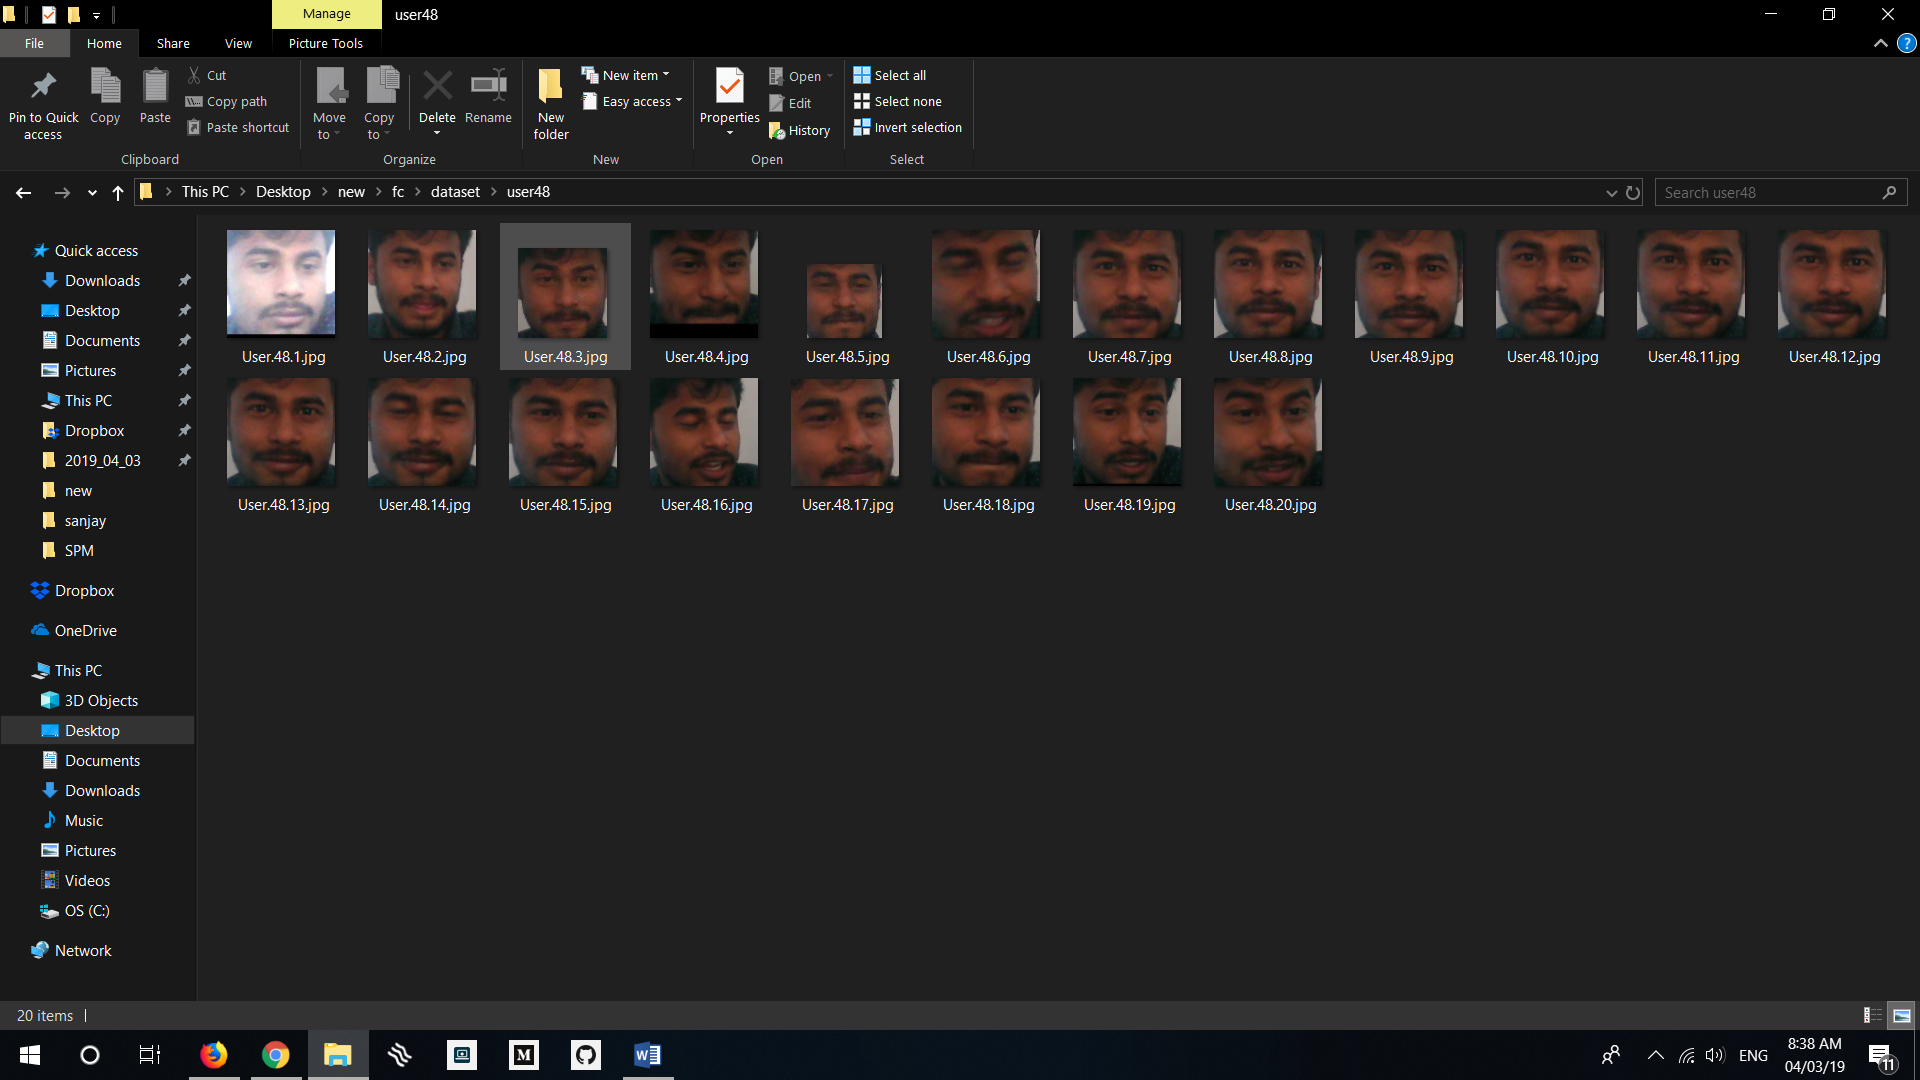 Manage
user48
File
Home
Share
View
Picture Tools
Pin to Quick access
Copy
Paste
Cut
Copy path
Paste shortcut
Move to
Copy to
Delete
Rename
New folder
New item
Easy access
Properties
Open
Edit
History
Select all
Select none
Invert selection
Clipboard
Organize
New
Open
Select
This PC > Desktop > new > fc > dataset > user48
Search user48
Quick access
Downloads
Desktop
Documents
Pictures
This PC
Dropbox
2019_04_03
new
sanjay
SPM
Dropbox
OneDrive
This PC
3D Objects
Desktop
Documents
Downloads
Music
Pictures
Videos
OS (C:)
Network
User.48.1.jpg
User.48.2.jpg
User.48.3.jpg
User.48.4.jpg
User.48.5.jpg
User.48.6.jpg
User.48.7.jpg
User.48.8.jpg
User.48.9.jpg
User.48.10.jpg
User.48.11.jpg
User.48.12.jpg
User.48.13.jpg
User.48.14.jpg
User.48.15.jpg
User.48.16.jpg
User.48.17.jpg
User.48.18.jpg
User.48.19.jpg
User.48.20.jpg
20 items
M
W
ENG
8:38 AM
04/03/19
11